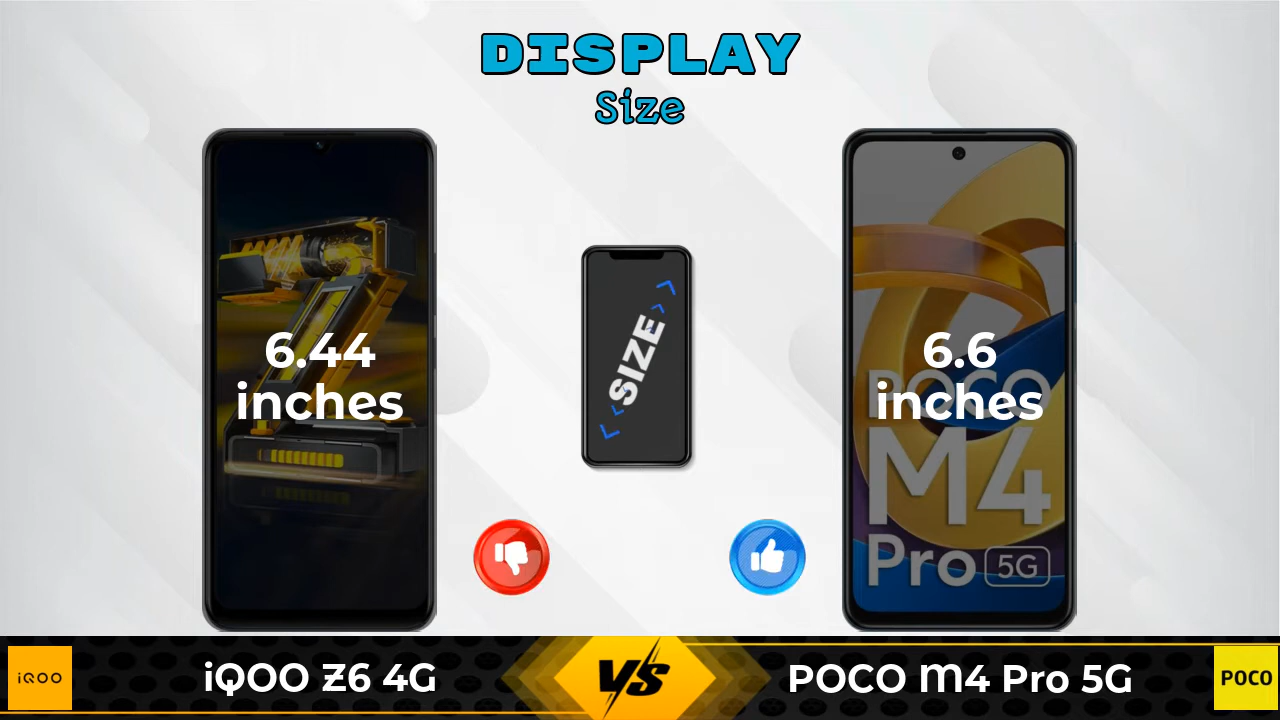 DISPLAY
Size
6.44
inches
SIZE
6.6
inches
POCO
M4
Pro 5G
iQOO
iQOO Z6 4G
VS
POCO M4 Pro 5G
POCO